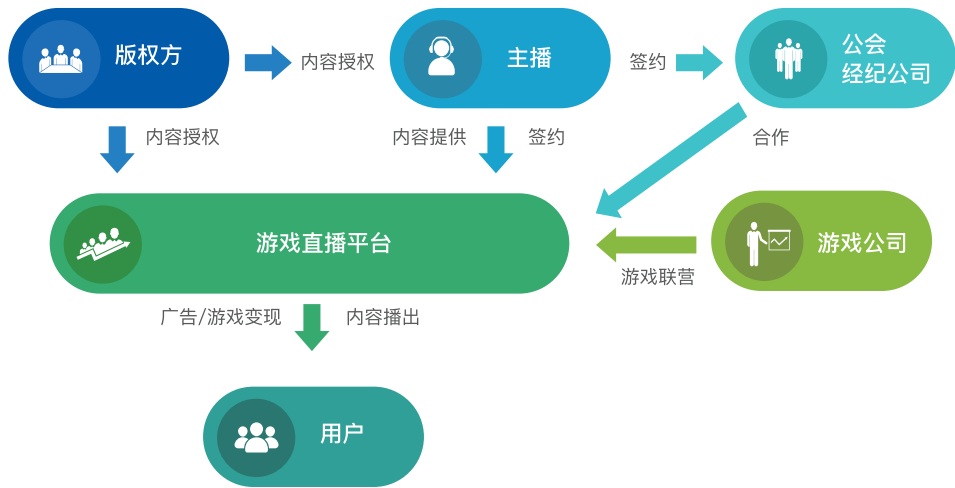 版权方
内容授权
主播
签约
公会
经纪公司
内容授权
内容提供
签约
合作
游戏直播平台
游戏公司
游戏联营
广告/游戏变现
内容播出
用户